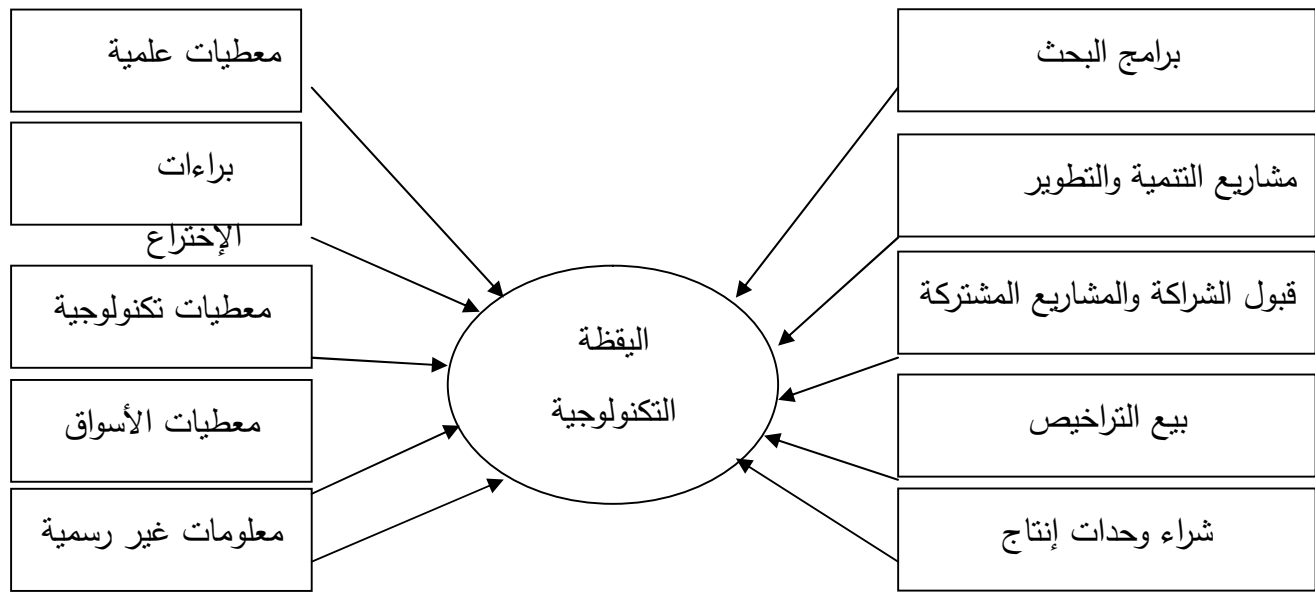 برامج البحث
مشاريع التنمية والتطوير
قبول الشراكة والمشاريع المشتركة
بيع التراخيص
شراء وحدات إنتاج
اليقظة
التكنولوجية
معطيات علمية
براءات
الإختراع
معطيات تكنولوجية
معطيات الأسواق
معلومات غير رسمية